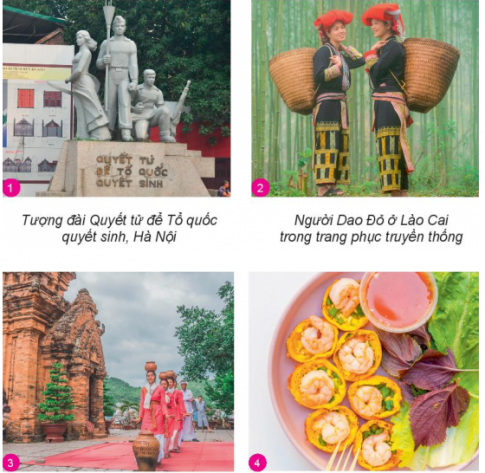 QUYẾT TỬ
ĐỂ TỔ QUỐC
QUYẾT SINH
1
2
Tượng đài Quyết tử để Tổ quốc
quyết sinh, Hà Nội
Người Dao Đỏ ở Lào Cai
trong trang phục truyền thống
3
4